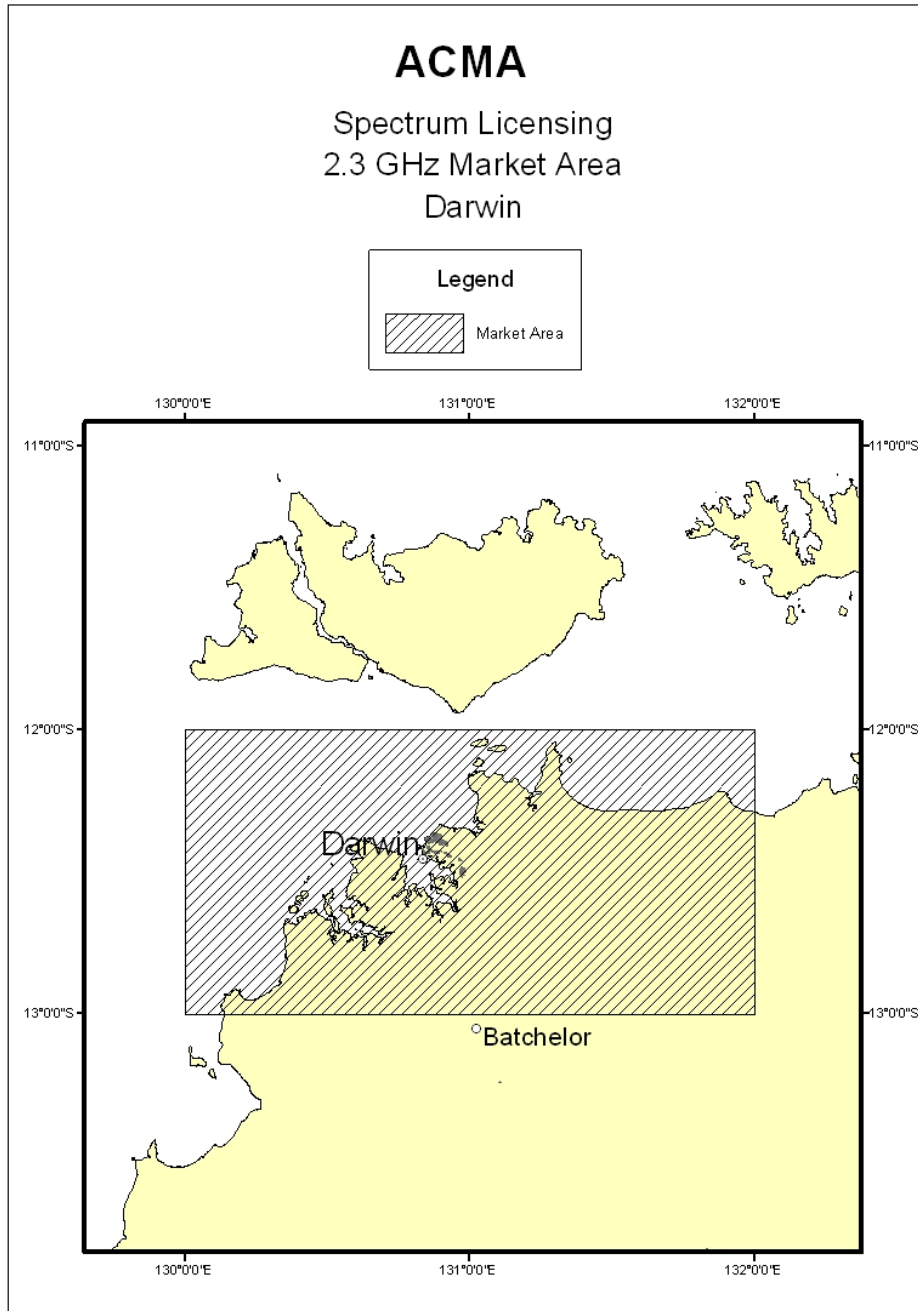 ACMA
Spectrum Licensing
2.3 GHz Market Area
Darwin
Legend
Market Area
130°0'0"E 131°0'0"E 132°0'0"E
11°0'0"S 11°0'0"S
12°0'0"S 12°0'0"S
Darwin
13°0'0"S 13°0'0"S
Batchelor
130°0'0"E 131°0'0"E 132°0'0"E